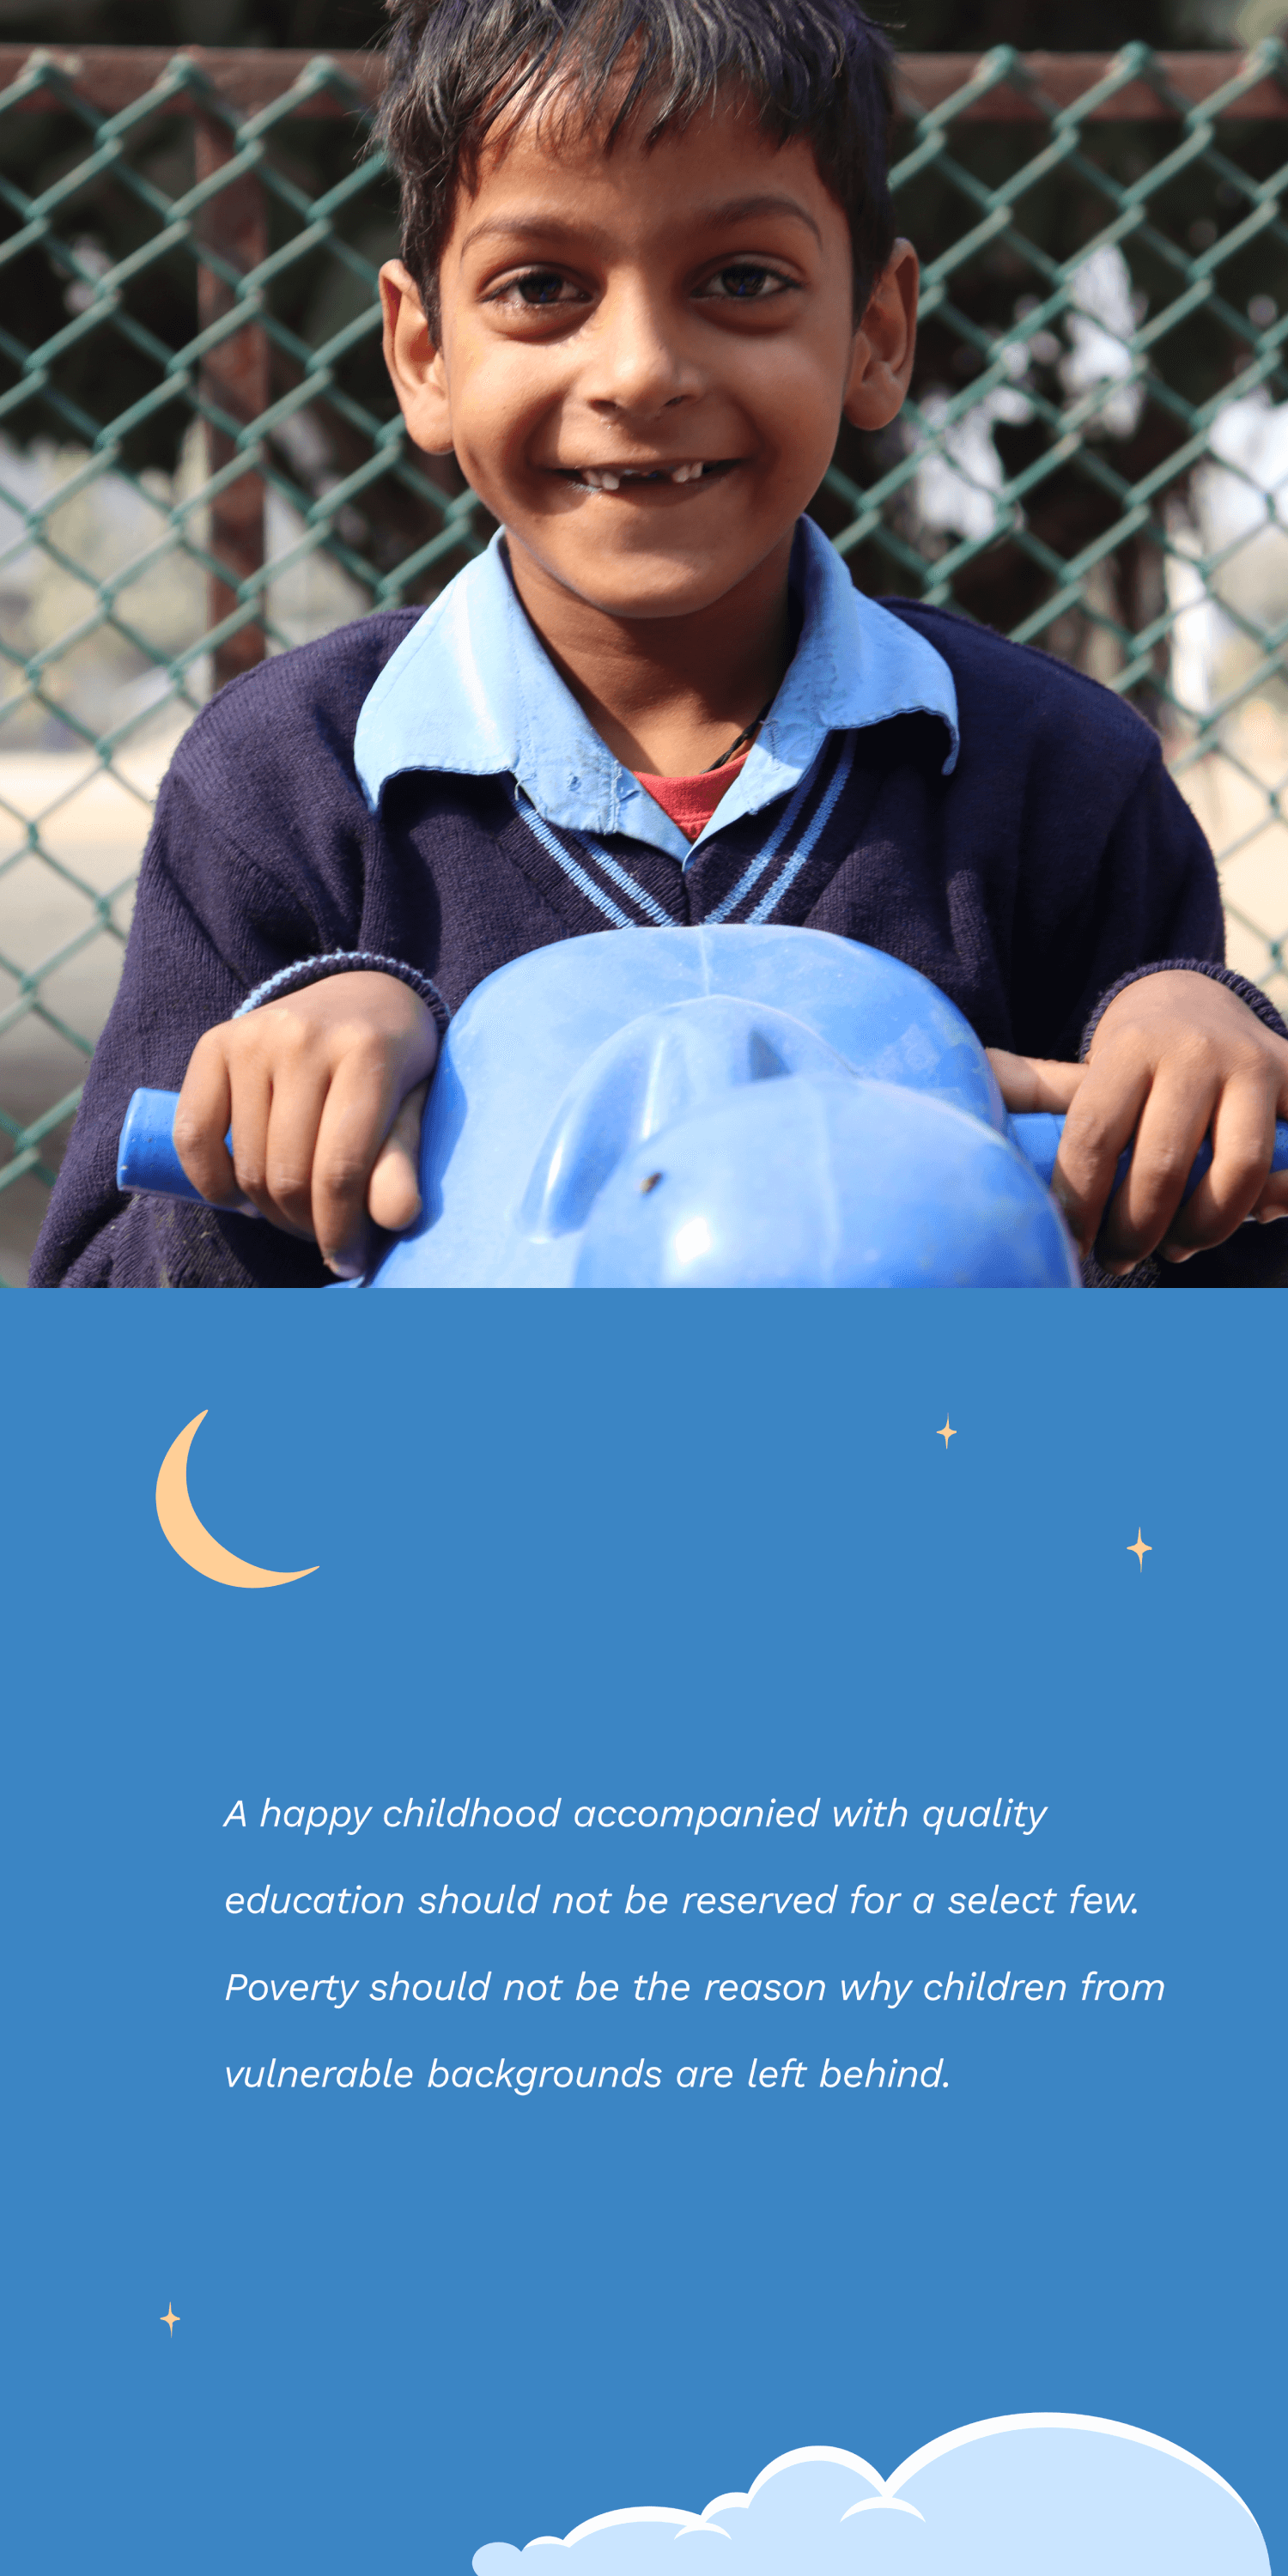 A happy childhood accompanied with quality
education should not be reserved for a select few.
Poverty should not be the reason why children from
vulnerable backgrounds are left behind.